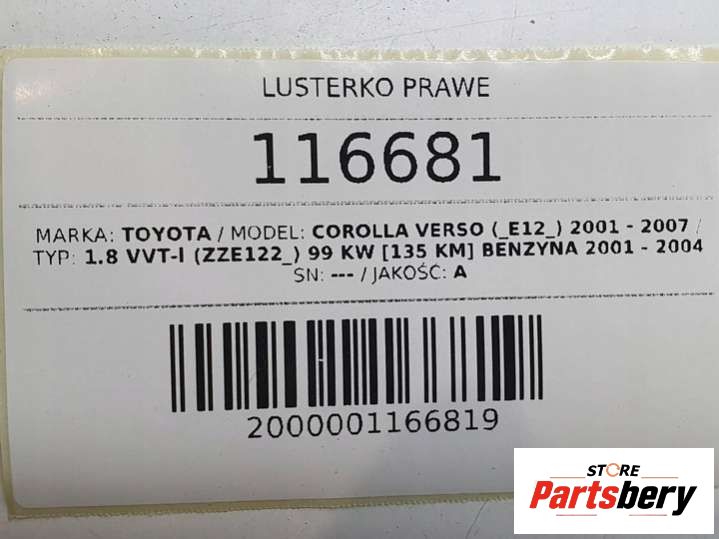 LUSTERKO PRAWE
116681
MARKA: TOYOTA / MODEL: COROLLA VERSO (_E12_) 2001 - 2007 /
TYP: 1.8 VVT-I (ZZE122_) 99 KW [135 KM] BENZYNA 2001 - 2004
SN: --- / JAKOŚĆ: A
2000001166819
STORE
Partsbery